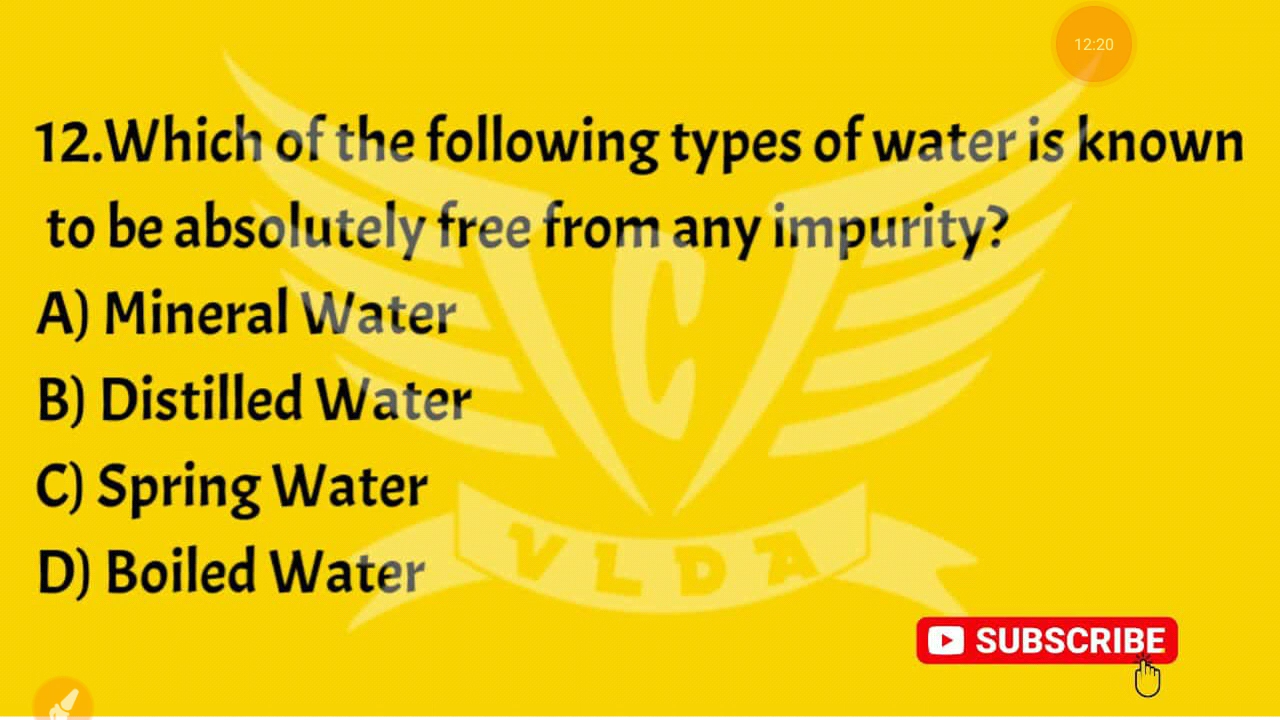 12:20
12.Which of the following types of water is known
to be absolutely free from any impurity?
A) Mineral Water
B) Distilled Water
C) Spring Water
D) Boiled Water
C
VLDA
SUBSCRIBE